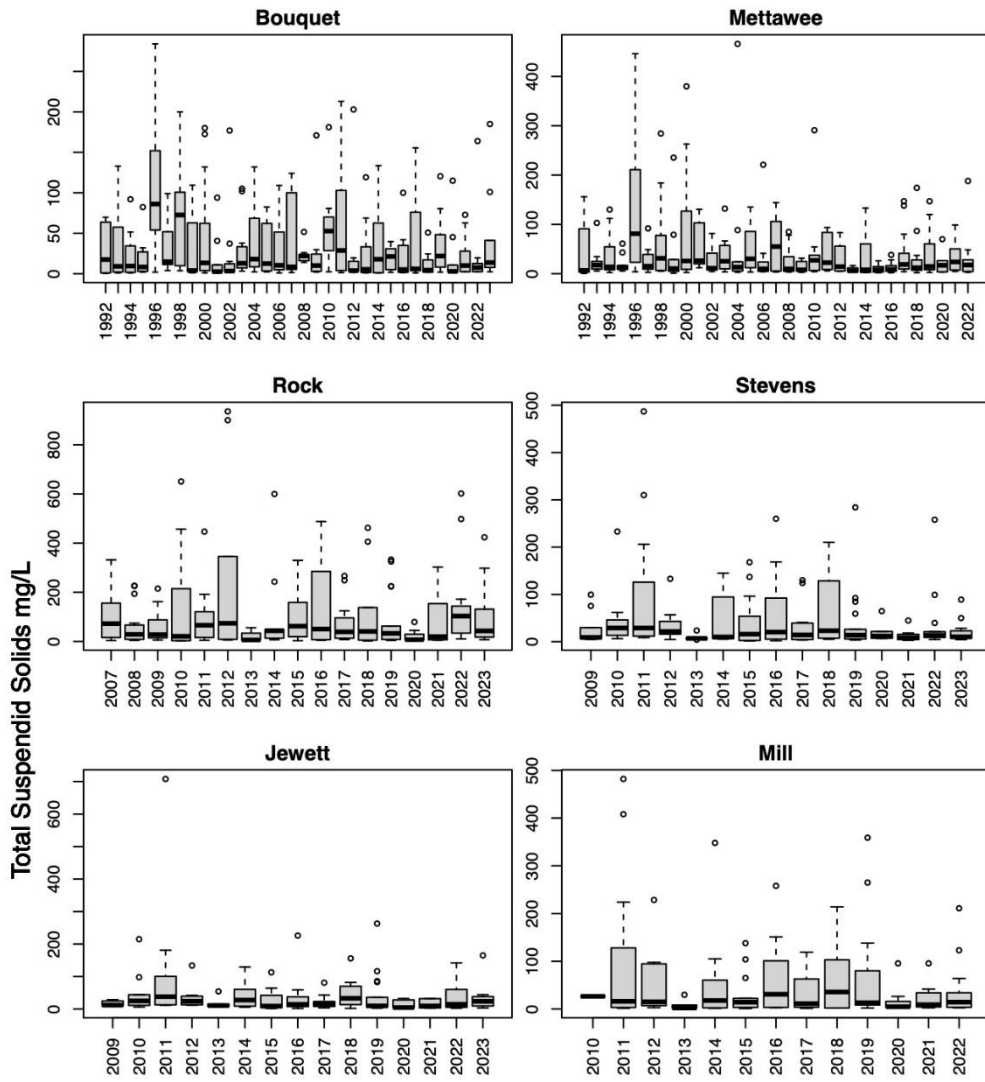 Bouquet
0 50 100 200
1992 1994 1996 1998 2000 2002 2004 2006 2008 2010 2012 2014 2016 2018 2020 2022
Mettawee
0 100 200 300 400
1992 1994 1996 1998 2000 2002 2004 2006 2008 2010 2012 2014 2016 2018 2020 2022
Rock
0 200 400 600 800
2007 2008 2009 2010 2011 2012 2013 2014 2015 2016 2017 2018 2019 2020 2021 2022 2023
Stevens
0 100 200 300 400 500
2009 2010 2011 2012 2013 2014 2015 2016 2017 2018 2019 2020 2021 2022 2023
Jewett
0 200 400 600
2009 2010 2011 2012 2013 2014 2015 2016 2017 2018 2019 2020 2021 2022 2023
Mill
0 100 200 300 400 500
2010 2011 2012 2013 2014 2015 2016 2017 2018 2019 2020 2021 2022
Total Suspendid Solids mg/L